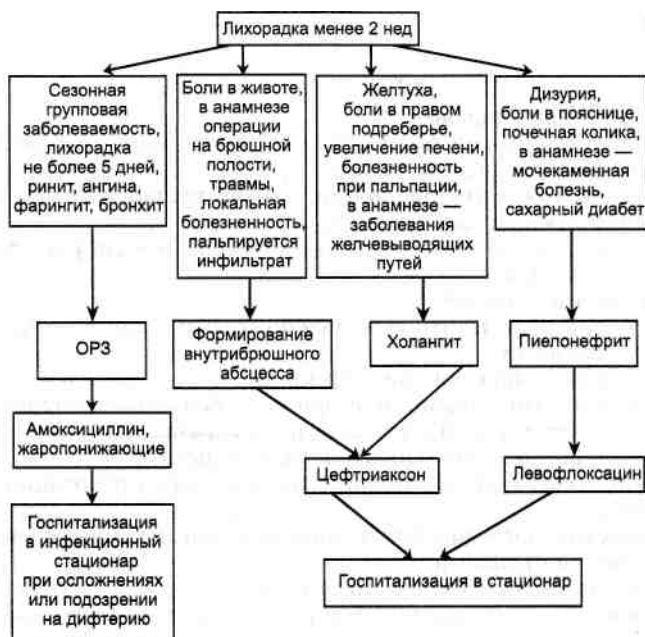 Лихорадка менее 2 нед
Сезонная
групповая
заболеваемость,
лихорадка
не более 5 дней,
ринит, ангина,
фарингит, бронхит
Боли в животе,
в анамнезе
операции
на брюшной
полости,
травмы,
локальная
болезненность,
пальпируется
инфильтрат
Желтуха,
боли в правом
подреберье,
увеличение печени,
болезненность
при пальпации,
в анамнезе —
заболевания
желчевыводящих
путей
Дизурия,
боли в пояснице,
почечная колика,
в анамнезе —
мочекаменная
болезнь,
сахарный диабет
ОРЗ
Формирование
внутрибрюшного
абсцесса
Холангит
Пиелонефрит
Амоксициллин,
жаропонижающие
Цефтриаксон
Левофлоксацин
Госпитализация
в инфекционный
стационар
при осложнениях
или подозрении
на дифтерию
Госпитализация в стационар